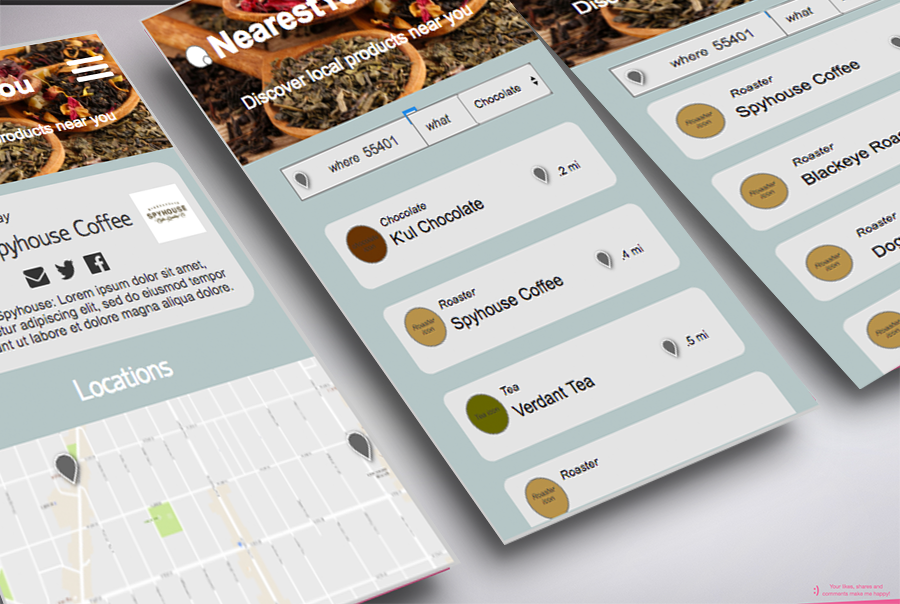 ou
products near you
ay
pyhouse Coffee
SPYHOUSE
Spyhouse: Lorem ipsum dolor sit amet,
tur adipiscing elit, sed do eiusmod tempor
unt ut labore et dolore magna aliqua dolore.
Locations
Nearest
Discover local products near you
where 55401
what
Chocolate
Chocolate
K'ul Chocolate
.2 mi
Roaster
Spyhouse Coffee
.4 mi
Roaster
icon
Tea
Verdant Tea
.5 mi
Tea icon
Roaster
Roaster
icon
Disco
where 55401
what
Roaster
Spyhouse Coffee
Roaster
icon
Roaster
Blackeye Roa
Roaster
icon
Roaster
Dog
Roaster
icon
Roaster
icon
Your likes, shares and
comments make me happy!